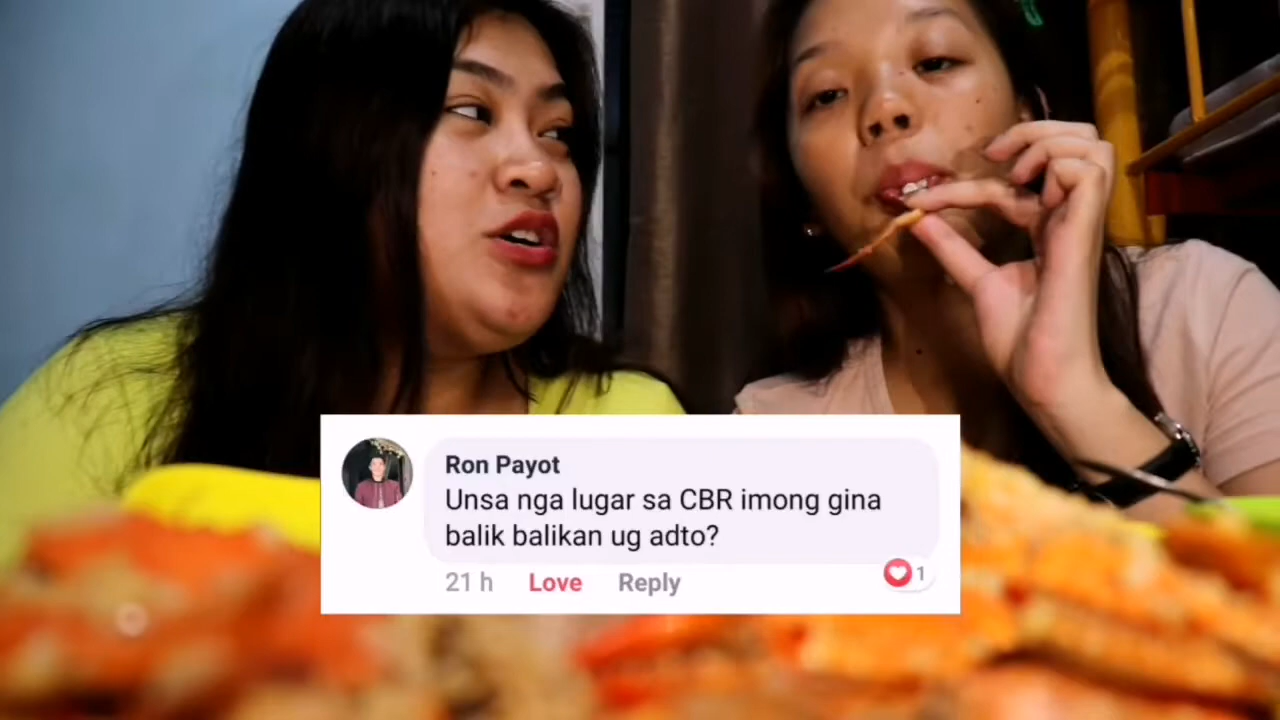 Ron Payot
Unsa nga lugar sa CBR imong gina
balik balikan ug adto?
21 h Love Reply
1